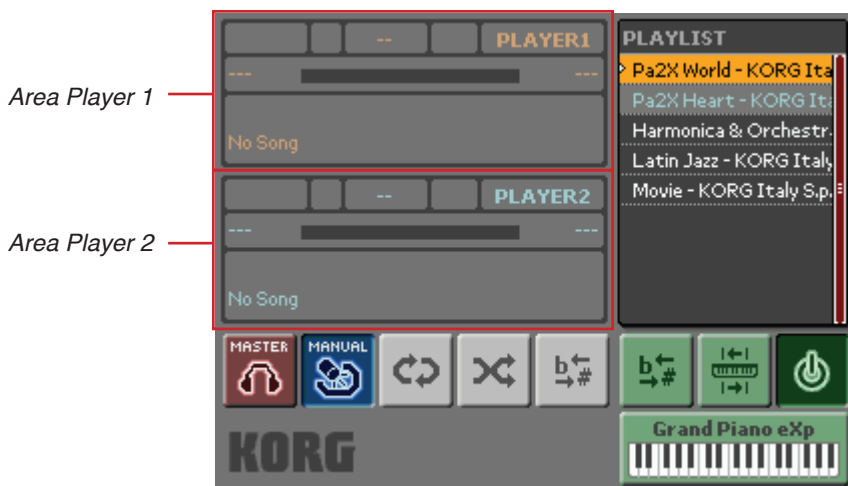 Area Player 1
Area Player 2
-- PLAYER1
--- ---
No Song
-- PLAYER2
--- ---
No Song
PLAYLIST
Pa2X World - KORG Ita
Pa2X Heart - KORG Ita
Harmonica & Orchestr
Latin Jazz - KORG Italy
Movie - KORG Italy S.p.
MASTER
MANUAL
b #
b #
KORG
Grand Piano eXp